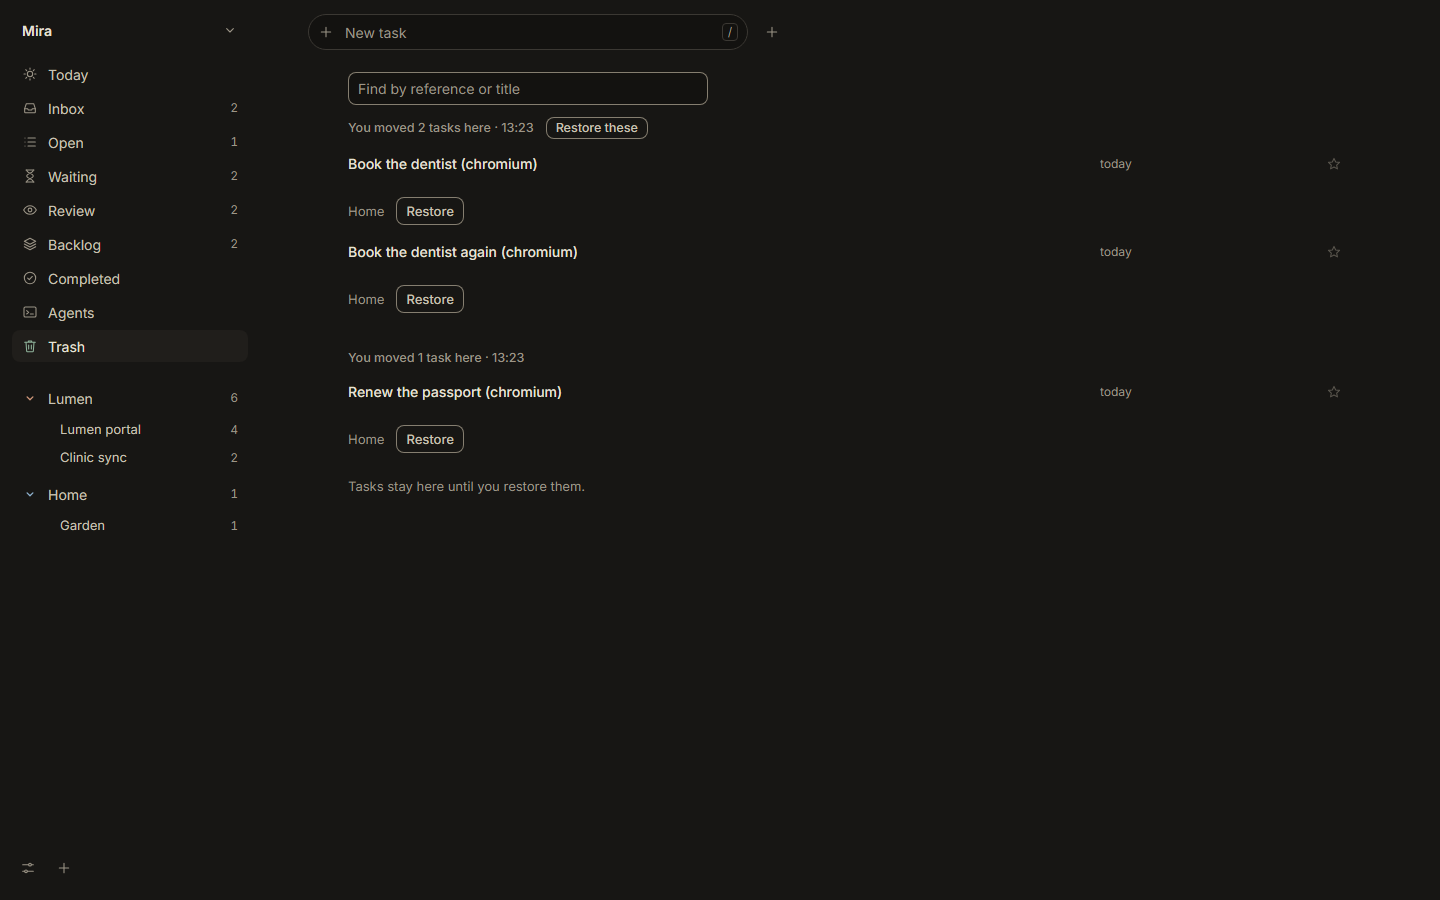 Mira
Today
Inbox 2
Open 1
Waiting 2
Review 2
Backlog 2
Completed
Agents
Trash
Lumen 6
Lumen portal 4
Clinic sync 2
Home 1
Garden 1
New task /
Find by reference or title
You moved 2 tasks here · 13:23 Restore these
Book the dentist (chromium) today
Home Restore
Book the dentist again (chromium) today
Home Restore
You moved 1 task here · 13:23
Renew the passport (chromium) today
Home Restore
Tasks stay here until you restore them.